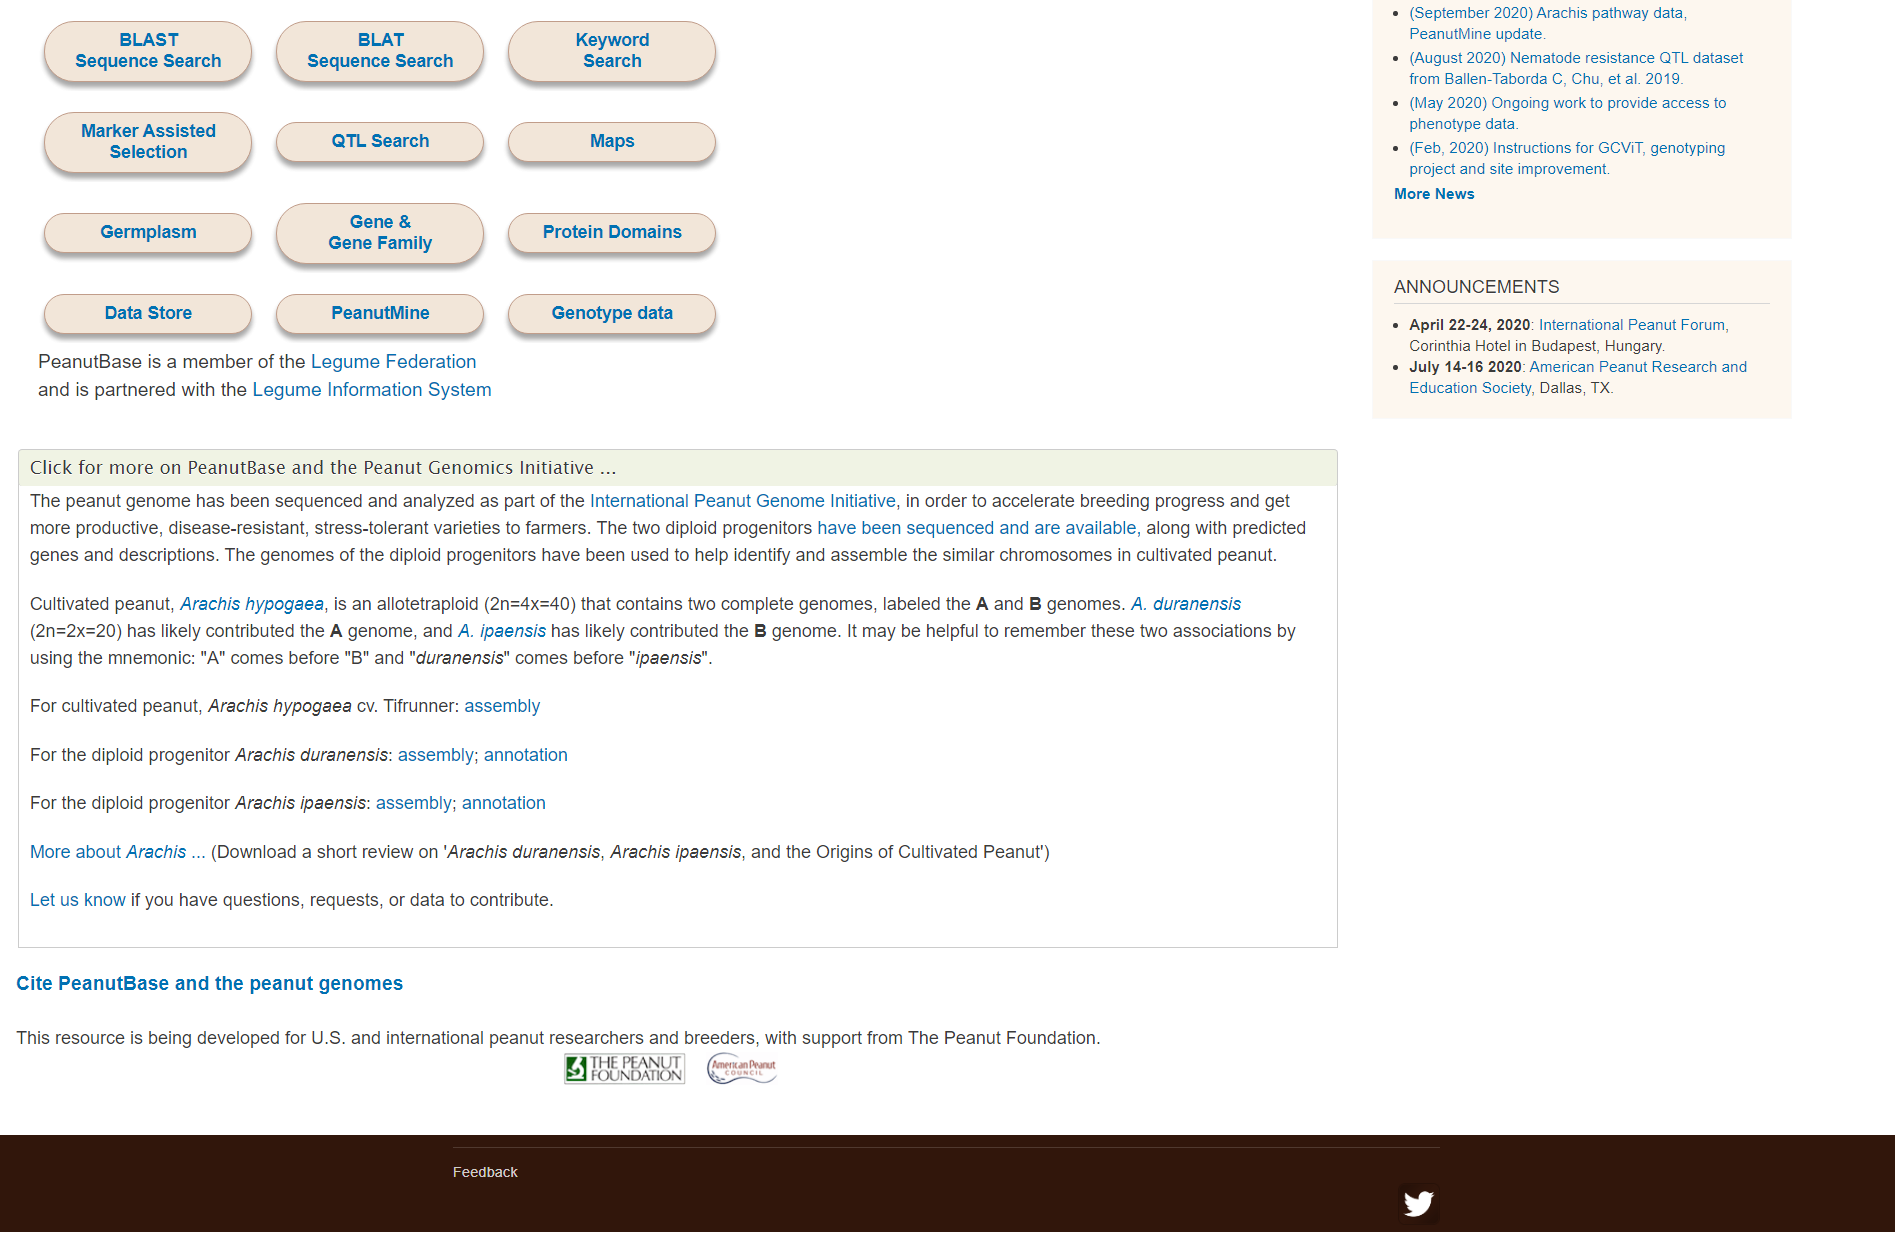 BLAST
Sequence Search
BLAT
Sequence Search
Keyword
Search
Marker Assisted
Selection
QTL Search
Maps
Germplasm
Gene &
Gene Family
Protein Domains
Data Store
PeanutMine
Genotype data
PeanutBase is a member of the Legume Federation
and is partnered with the Legume Information System
Click for more on PeanutBase and the Peanut Genomics Initiative ...
The peanut genome has been sequenced and analyzed as part of the International Peanut Genome Initiative, in order to accelerate breeding progress and get
more productive, disease-resistant, stress-tolerant varieties to farmers. The two diploid progenitors have been sequenced and are available, along with predicted
genes and descriptions. The genomes of the diploid progenitors have been used to help identify and assemble the similar chromosomes in cultivated peanut.
Cultivated peanut, Arachis hypogaea, is an allotetraploid (2n=4x=40) that contains two complete genomes, labeled the A and B genomes. A. duranensis
(2n=2x=20) has likely contributed the A genome, and A. ipaensis has likely contributed the B genome. It may be helpful to remember these two associations by
using the mnemonic: "A" comes before "B" and "duranensis" comes before "ipaensis".
For cultivated peanut, Arachis hypogaea cv. Tifrunner: assembly
For the diploid progenitor Arachis duranensis: assembly; annotation
For the diploid progenitor Arachis ipaensis: assembly; annotation
More about Arachis ... (Download a short review on 'Arachis duranensis, Arachis ipaensis, and the Origins of Cultivated Peanut')
Let us know if you have questions, requests, or data to contribute.
Cite PeanutBase and the peanut genomes
This resource is being developed for U.S. and international peanut researchers and breeders, with support from The Peanut Foundation.
THE PEANUT
FOUNDATION
American Peanut
COUNCIL
(September 2020) Arachis pathway data,
PeanutMine update.
(August 2020) Nematode resistance QTL dataset
from Ballen-Taborda C, Chu, et al. 2019.
(May 2020) Ongoing work to provide access to
phenotype data.
(Feb, 2020) Instructions for GCViT, genotyping
project and site improvement.
More News
ANNOUNCEMENTS
April 22-24, 2020: International Peanut Forum,
Corinthia Hotel in Budapest, Hungary.
July 14-16 2020: American Peanut Research and
Education Society, Dallas, TX.
Feedback